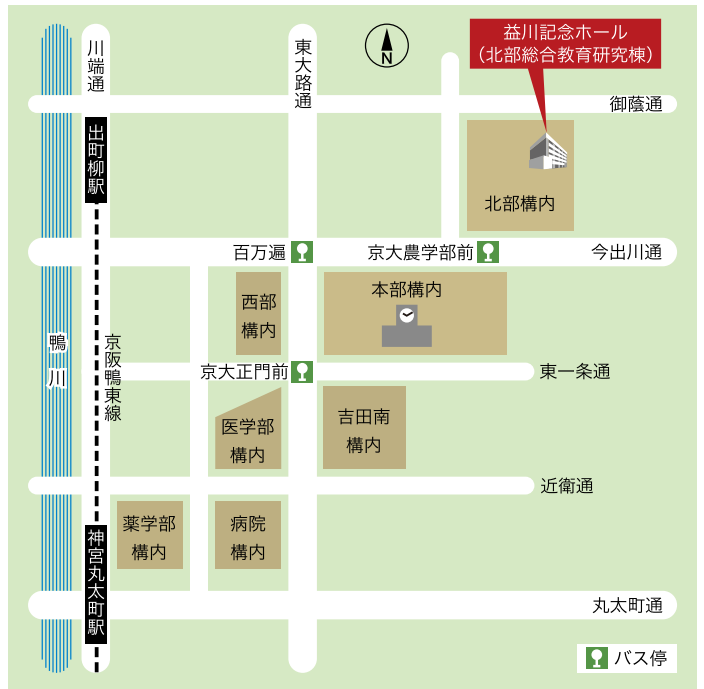 益川記念ホール
（北部総合教育研究棟）
川端通
東大路通
N
御蔭通
出町柳駅
北部構内
百万遍
京大農学部前
今出川通
西部
構内
本部構内
鴨川
京阪鴨東線
京大正門前
東一条通
医学部
構内
吉田南
構内
近衛通
薬学部
構内
病院
構内
神宮丸太町駅
丸太町通
バス停